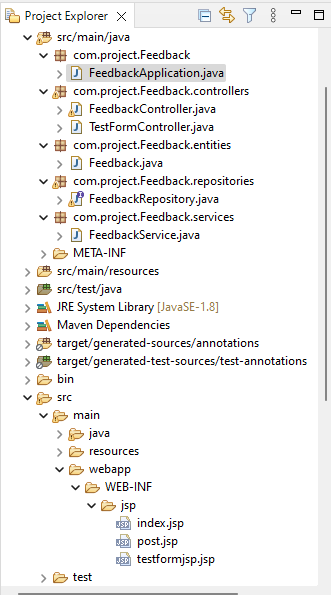 Project Explorer
src/main/java
com.project.Feedback
FeedbackApplication.java
com.project.Feedback.controllers
FeedbackController.java
TestFormController.java
com.project.Feedback.entities
Feedback.java
com.project.Feedback.repositories
FeedbackRepository.java
com.project.Feedback.services
FeedbackService.java
META-INF
src/main/resources
src/test/java
JRE System Library [JavaSE-1.8]
Maven Dependencies
target/generated-sources/annotations
target/generated-test-sources/test-annotations
bin
src
main
java
resources
webapp
WEB-INF
jsp
index.jsp
post.jsp
testformjsp.jsp
test